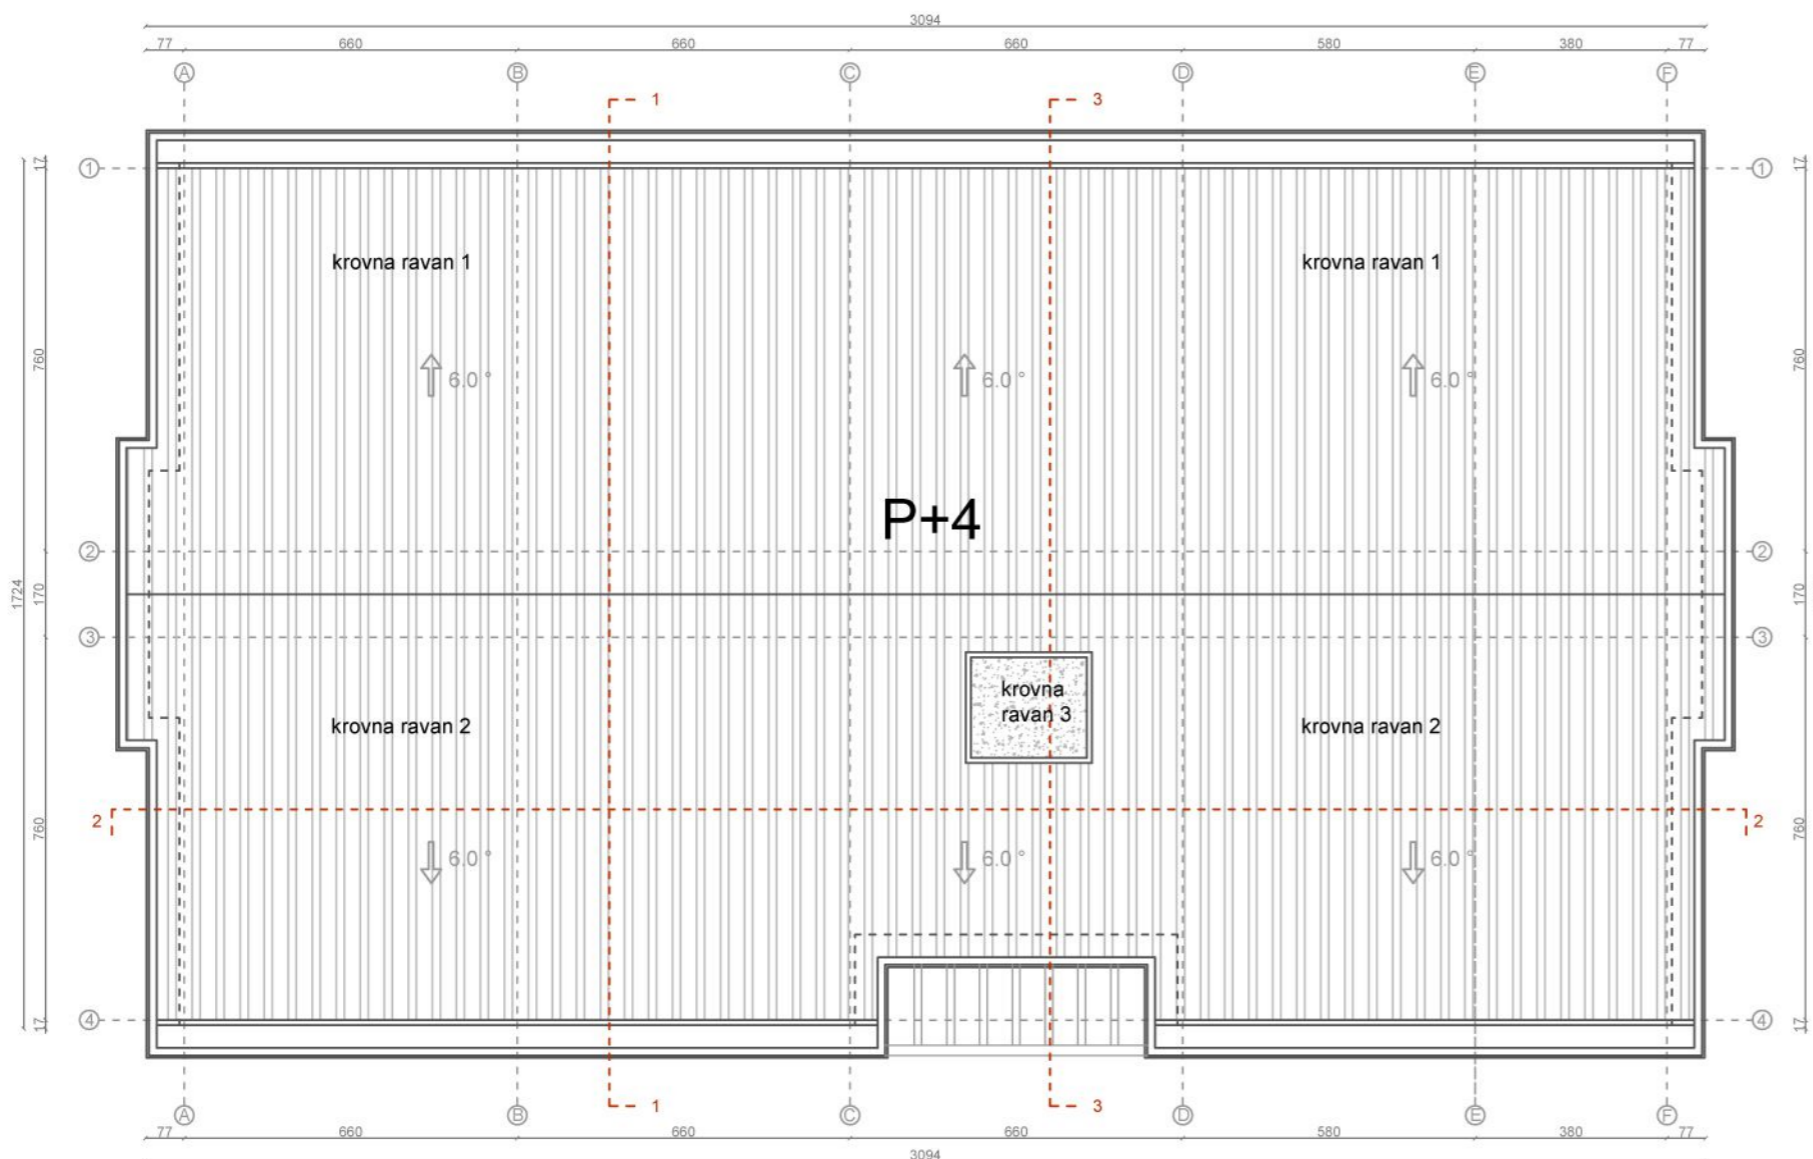 3094
77 660 660 660 580 380 77
A B C D E F
1 3
17 1 1 17
krovna ravan 1 krovna ravan 1
760 760
6.0 ° 6.0 ° 6.0 °
P+4
2 2
1724 170 170
3 3
krovna
ravan 3
krovna ravan 2 krovna ravan 2
2 2
760 760
6.0 ° 6.0 ° 6.0 °
17 4 4 17
1 3
A B C D E F
77 660 660 660 580 380 77
3094